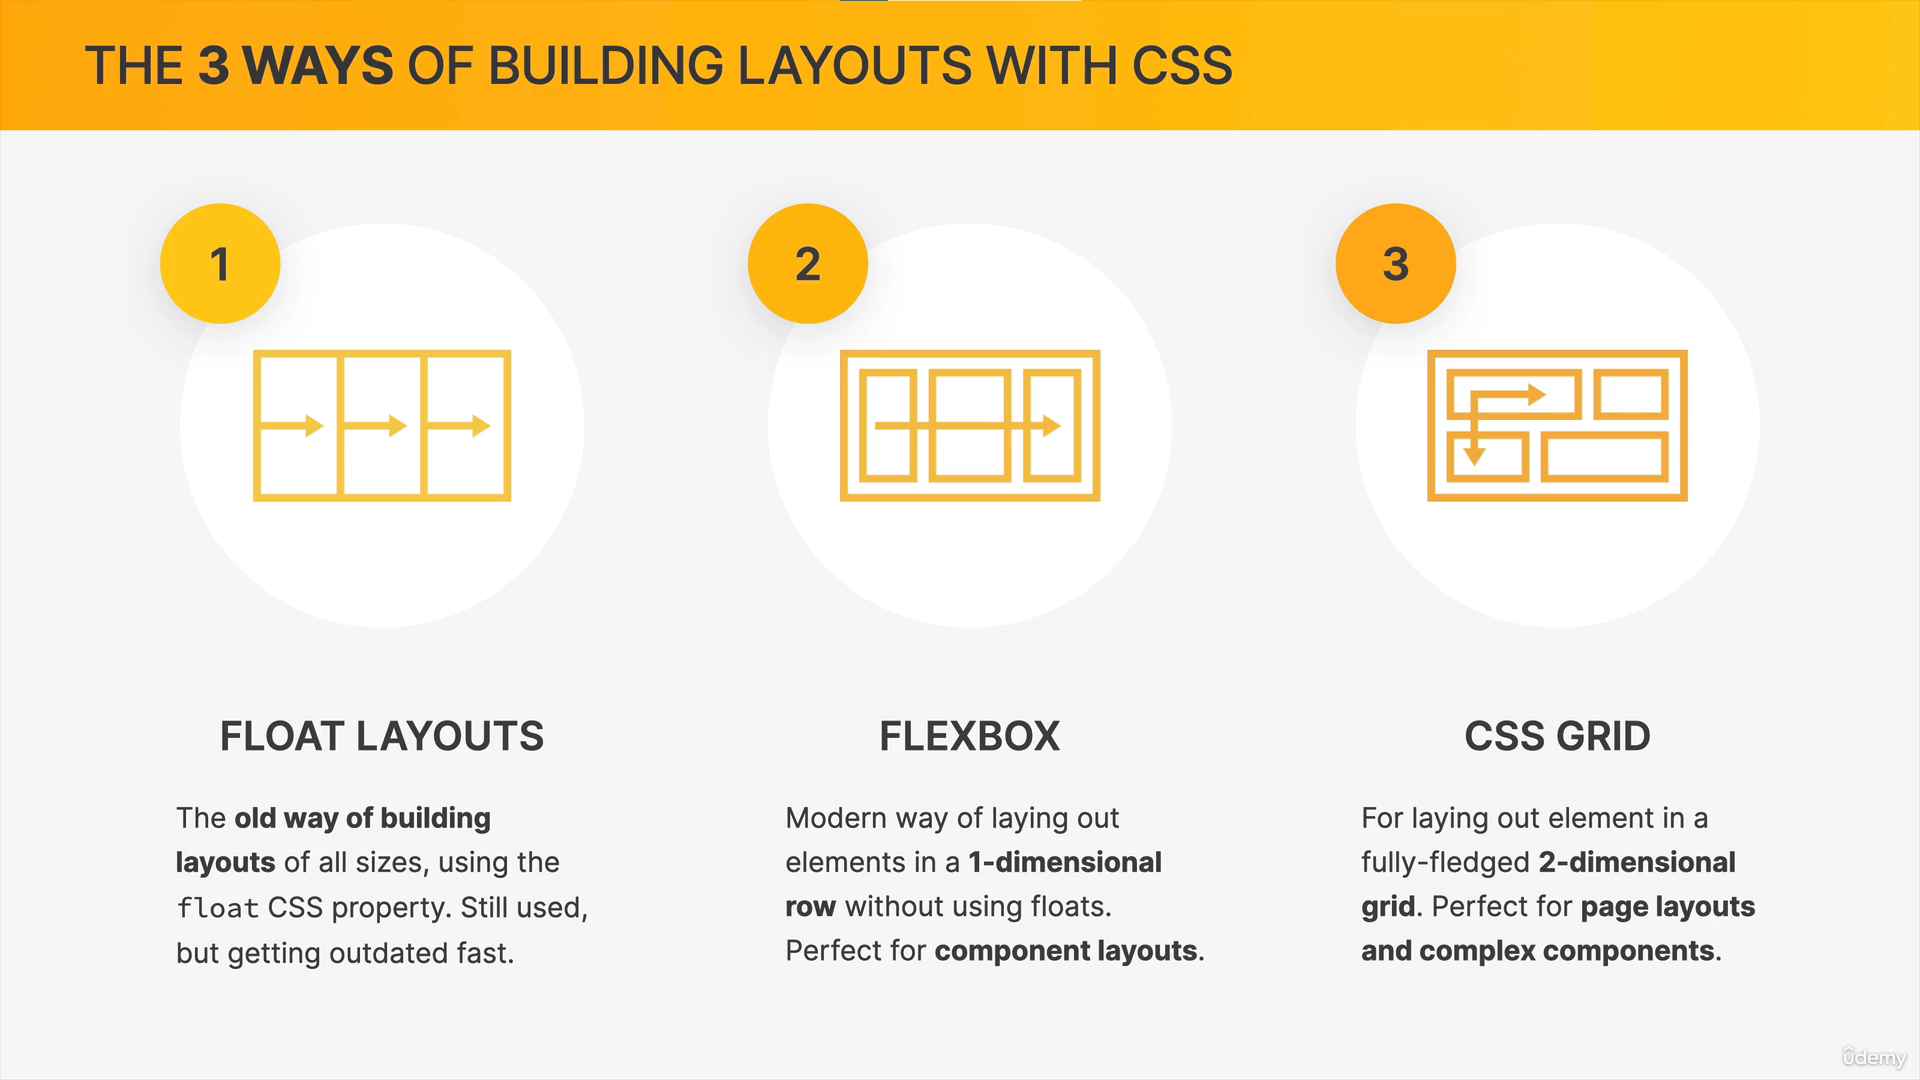 THE 3 WAYS OF BUILDING LAYOUTS WITH CSS
1
2
3
FLOAT LAYOUTS
The old way of building
layouts of all sizes, using the
float CSS property. Still used,
but getting outdated fast.
FLEXBOX
Modern way of laying out
elements in a 1-dimensional
row without using floats.
Perfect for component layouts.
CSS GRID
For laying out element in a
fully-fledged 2-dimensional
grid. Perfect for page layouts
and complex components.
ûdemy